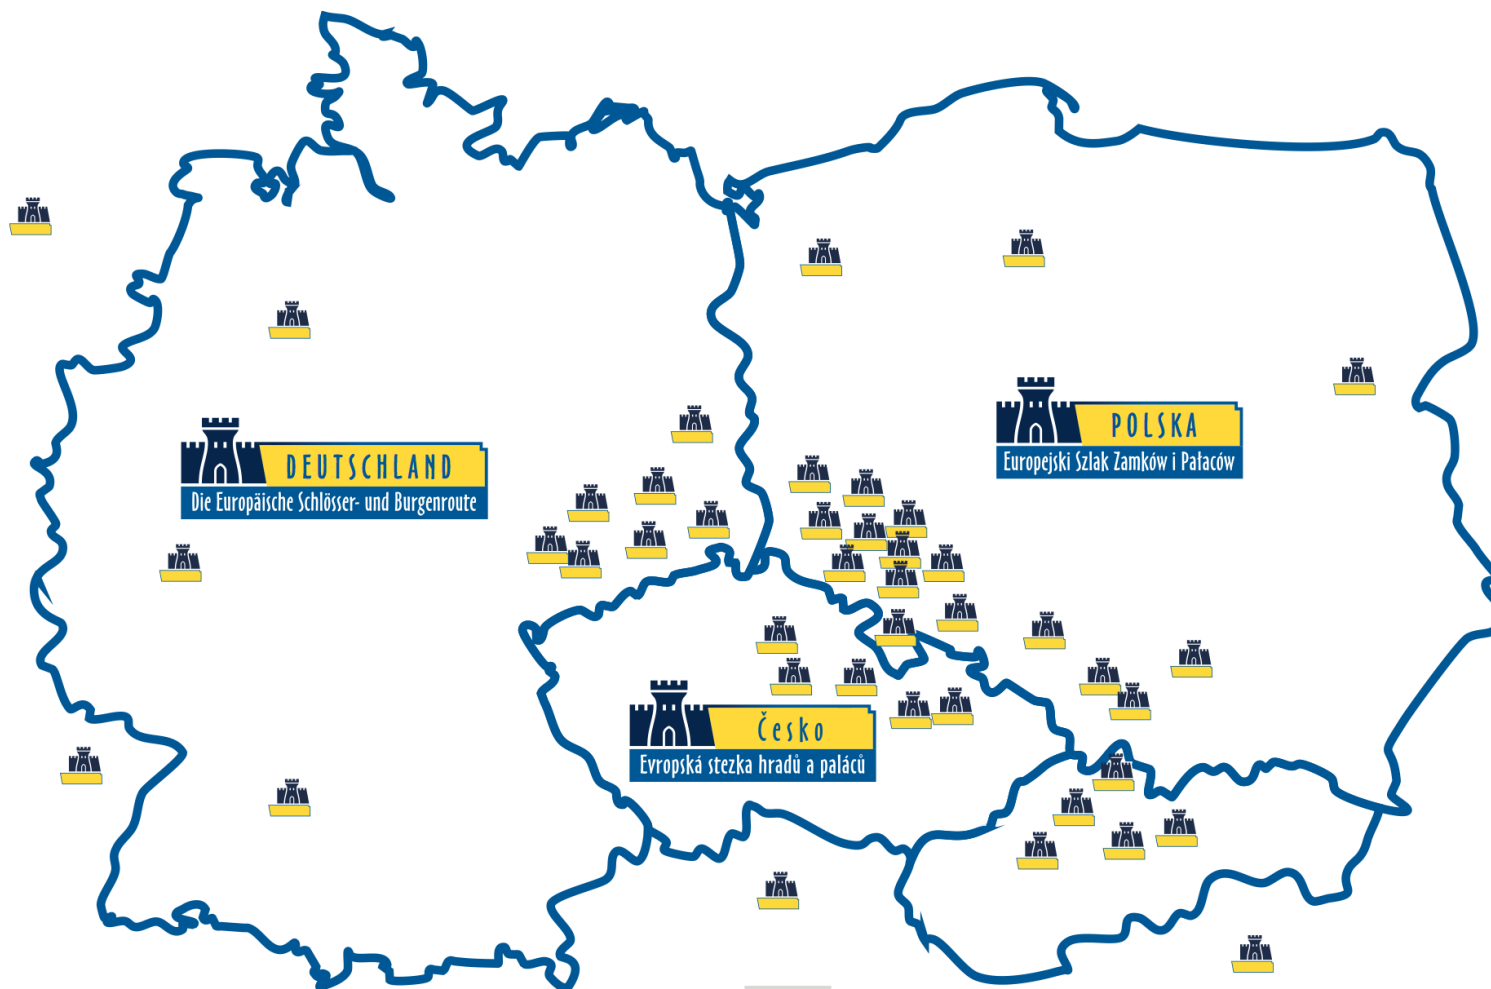 DEUTSCHLAND
Die Europäische Schlösser- und Burgenroute
POLSKA
Europejski Szlak Zamków i Pałaców
Česko
Evropská stezka hradů a paláců